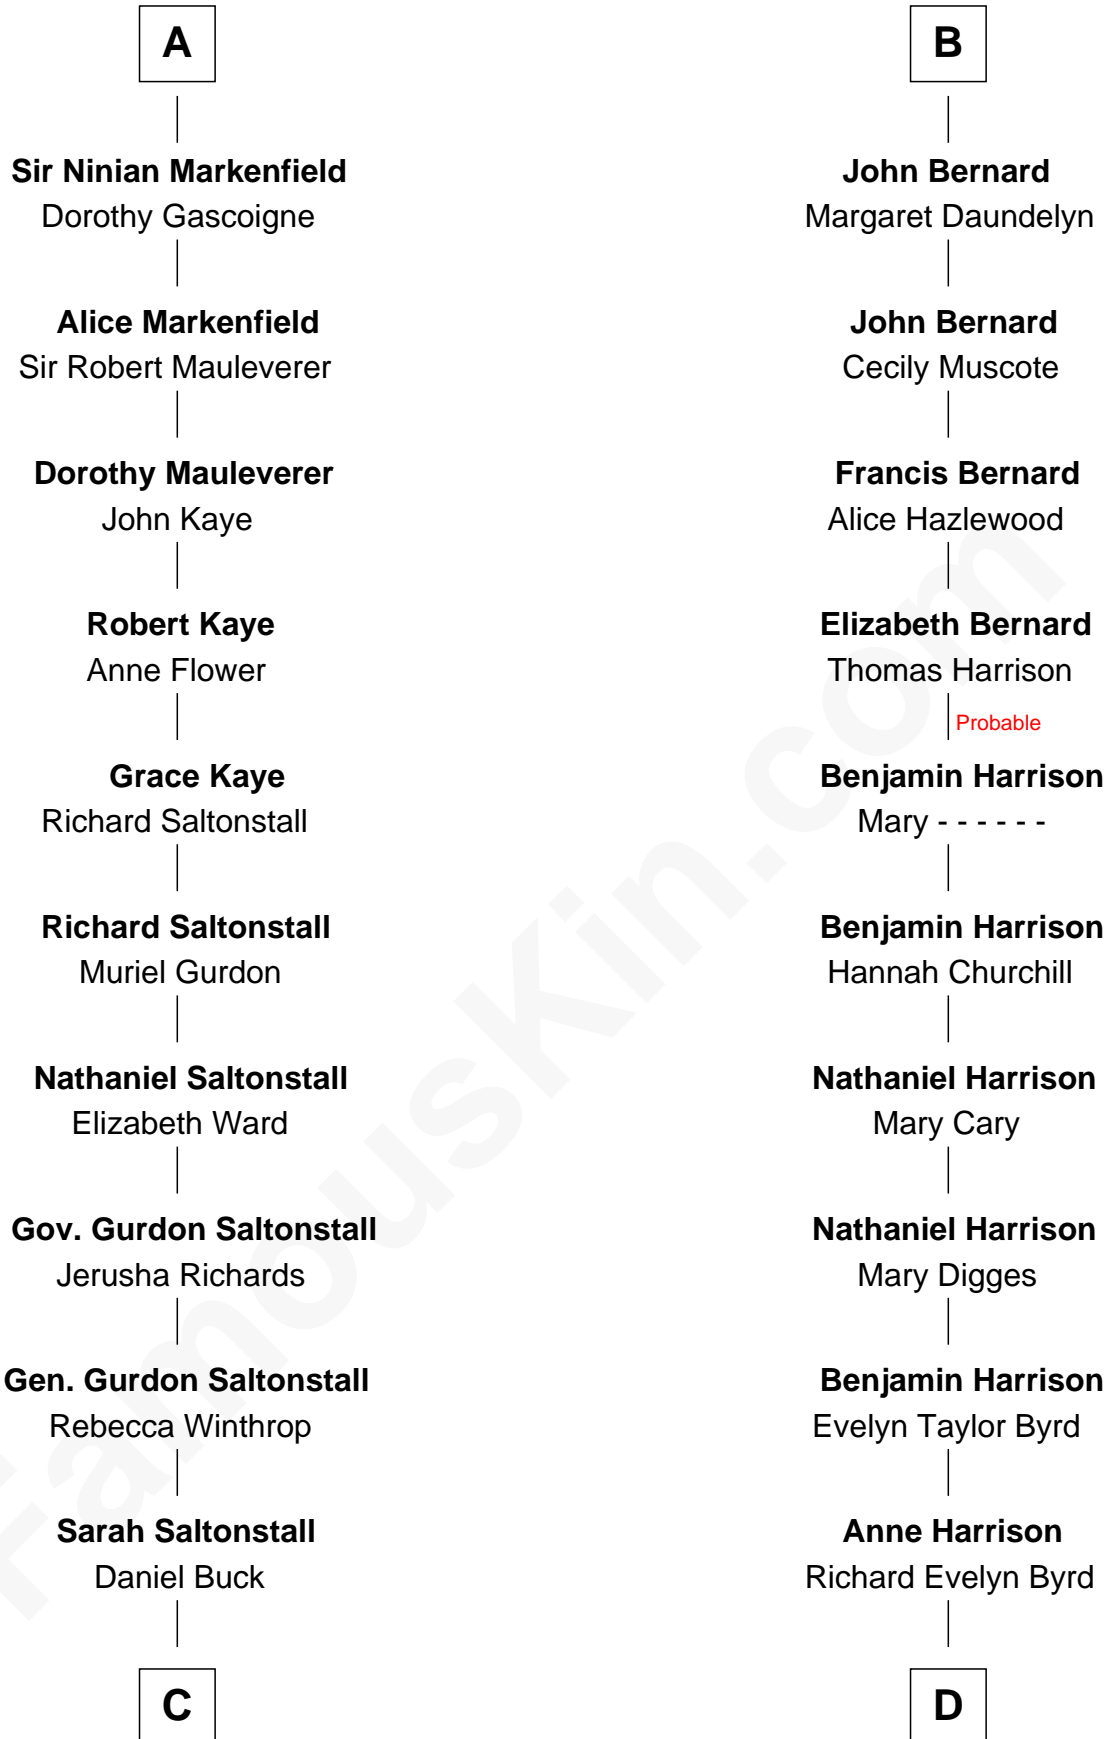 A
Sir Ninian Markenfield
Dorothy Gascoigne
Alice Markenfield
Sir Robert Mauleverer
Dorothy Mauleverer
John Kaye
Robert Kaye
Anne Flower
Grace Kaye
Richard Saltonstall
Richard Saltonstall
Muriel Gurdon
Nathaniel Saltonstall
Elizabeth Ward
Gov. Gurdon Saltonstall
Jerusha Richards
Gen. Gurdon Saltonstall
Rebecca Winthrop
Sarah Saltonstall
Daniel Buck
C
B
John Bernard
Margaret Daundelyn
John Bernard
Cecily Muscote
Francis Bernard
Alice Hazlewood
Elizabeth Bernard
Thomas Harrison
Probable
Benjamin Harrison
Mary - - - - - -
Benjamin Harrison
Hannah Churchill
Nathaniel Harrison
Mary Cary
Nathaniel Harrison
Mary Digges
Benjamin Harrison
Evelyn Taylor Byrd
Anne Harrison
Richard Evelyn Byrd
D
FamousKin.com